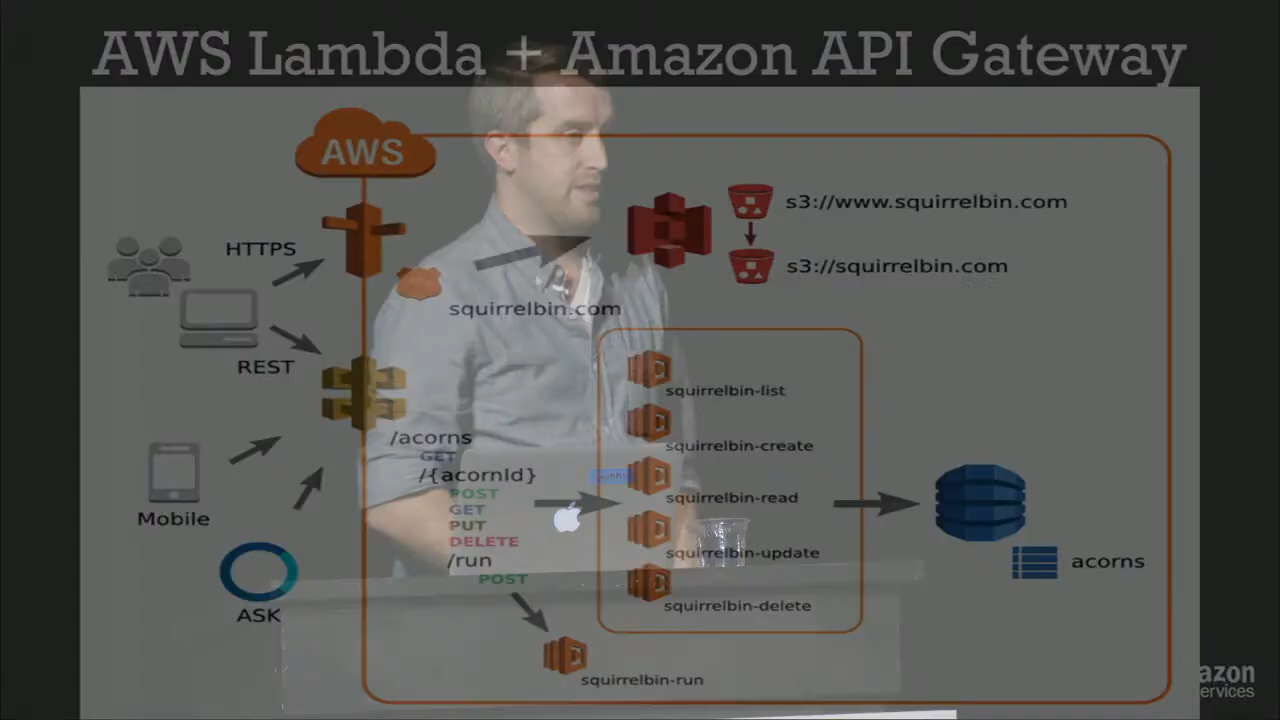 AWS Lambda + Amazon API Gateway
AWS
HTTPS
REST
Mobile
ASK
squirrelbin.com
s3://www.squirrelbin.com
s3://squirrelbin.com
/acorns
GET
/{acornId}
POST
GET
PUT
DELETE
/run
POST
squirrelbin-list
squirrelbin-create
squirrelbin-read
squirrelbin-update
squirrelbin-delete
squirrelbin-run
acorns